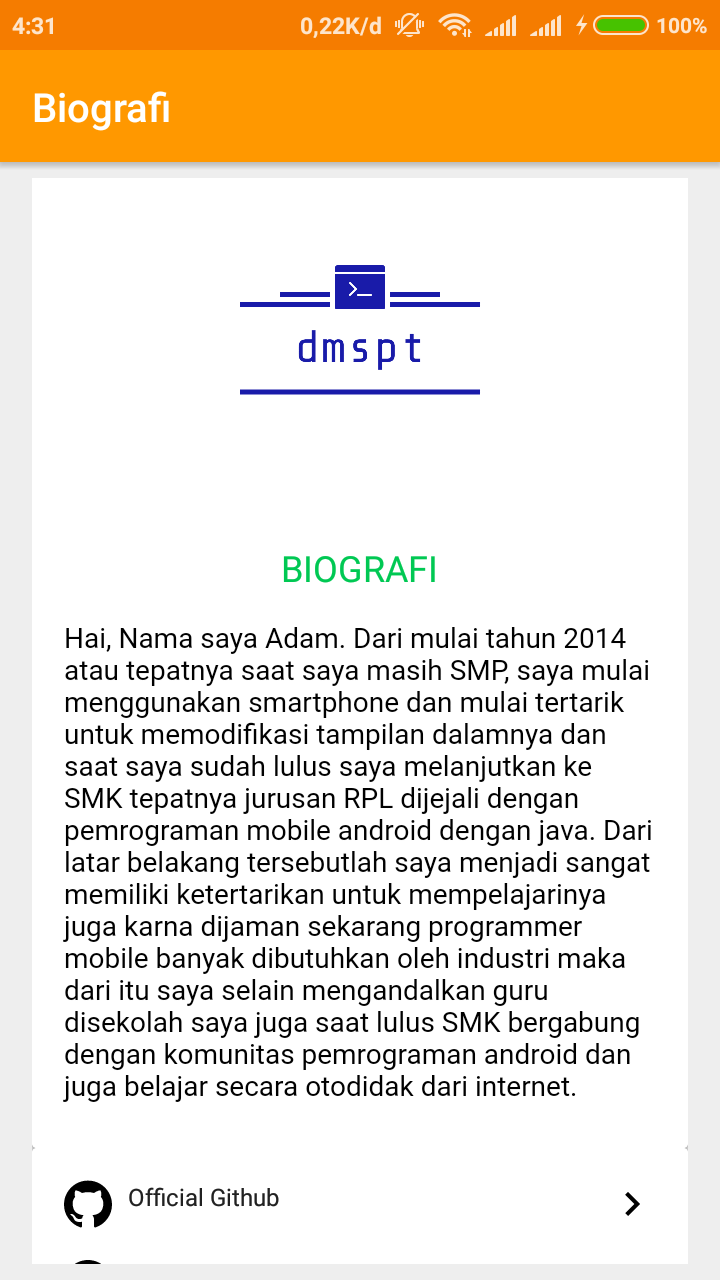 4:31 0,22K/d 100%
Biografi
>_
dmspt
BIOGRAFI
Hai, Nama saya Adam. Dari mulai tahun 2014
atau tepatnya saat saya masih SMP, saya mulai
menggunakan smartphone dan mulai tertarik
untuk memodifikasi tampilan dalamnya dan
saat saya sudah lulus saya melanjutkan ke
SMK tepatnya jurusan RPL dijejali dengan
pemrograman mobile android dengan java. Dari
latar belakang tersebutlah saya menjadi sangat
memiliki ketertarikan untuk mempelajarinya
juga karna dijaman sekarang programmer
mobile banyak dibutuhkan oleh industri maka
dari itu saya selain mengandalkan guru
disekolah saya juga saat lulus SMK bergabung
dengan komunitas pemrograman android dan
juga belajar secara otodidak dari internet.
Official Github